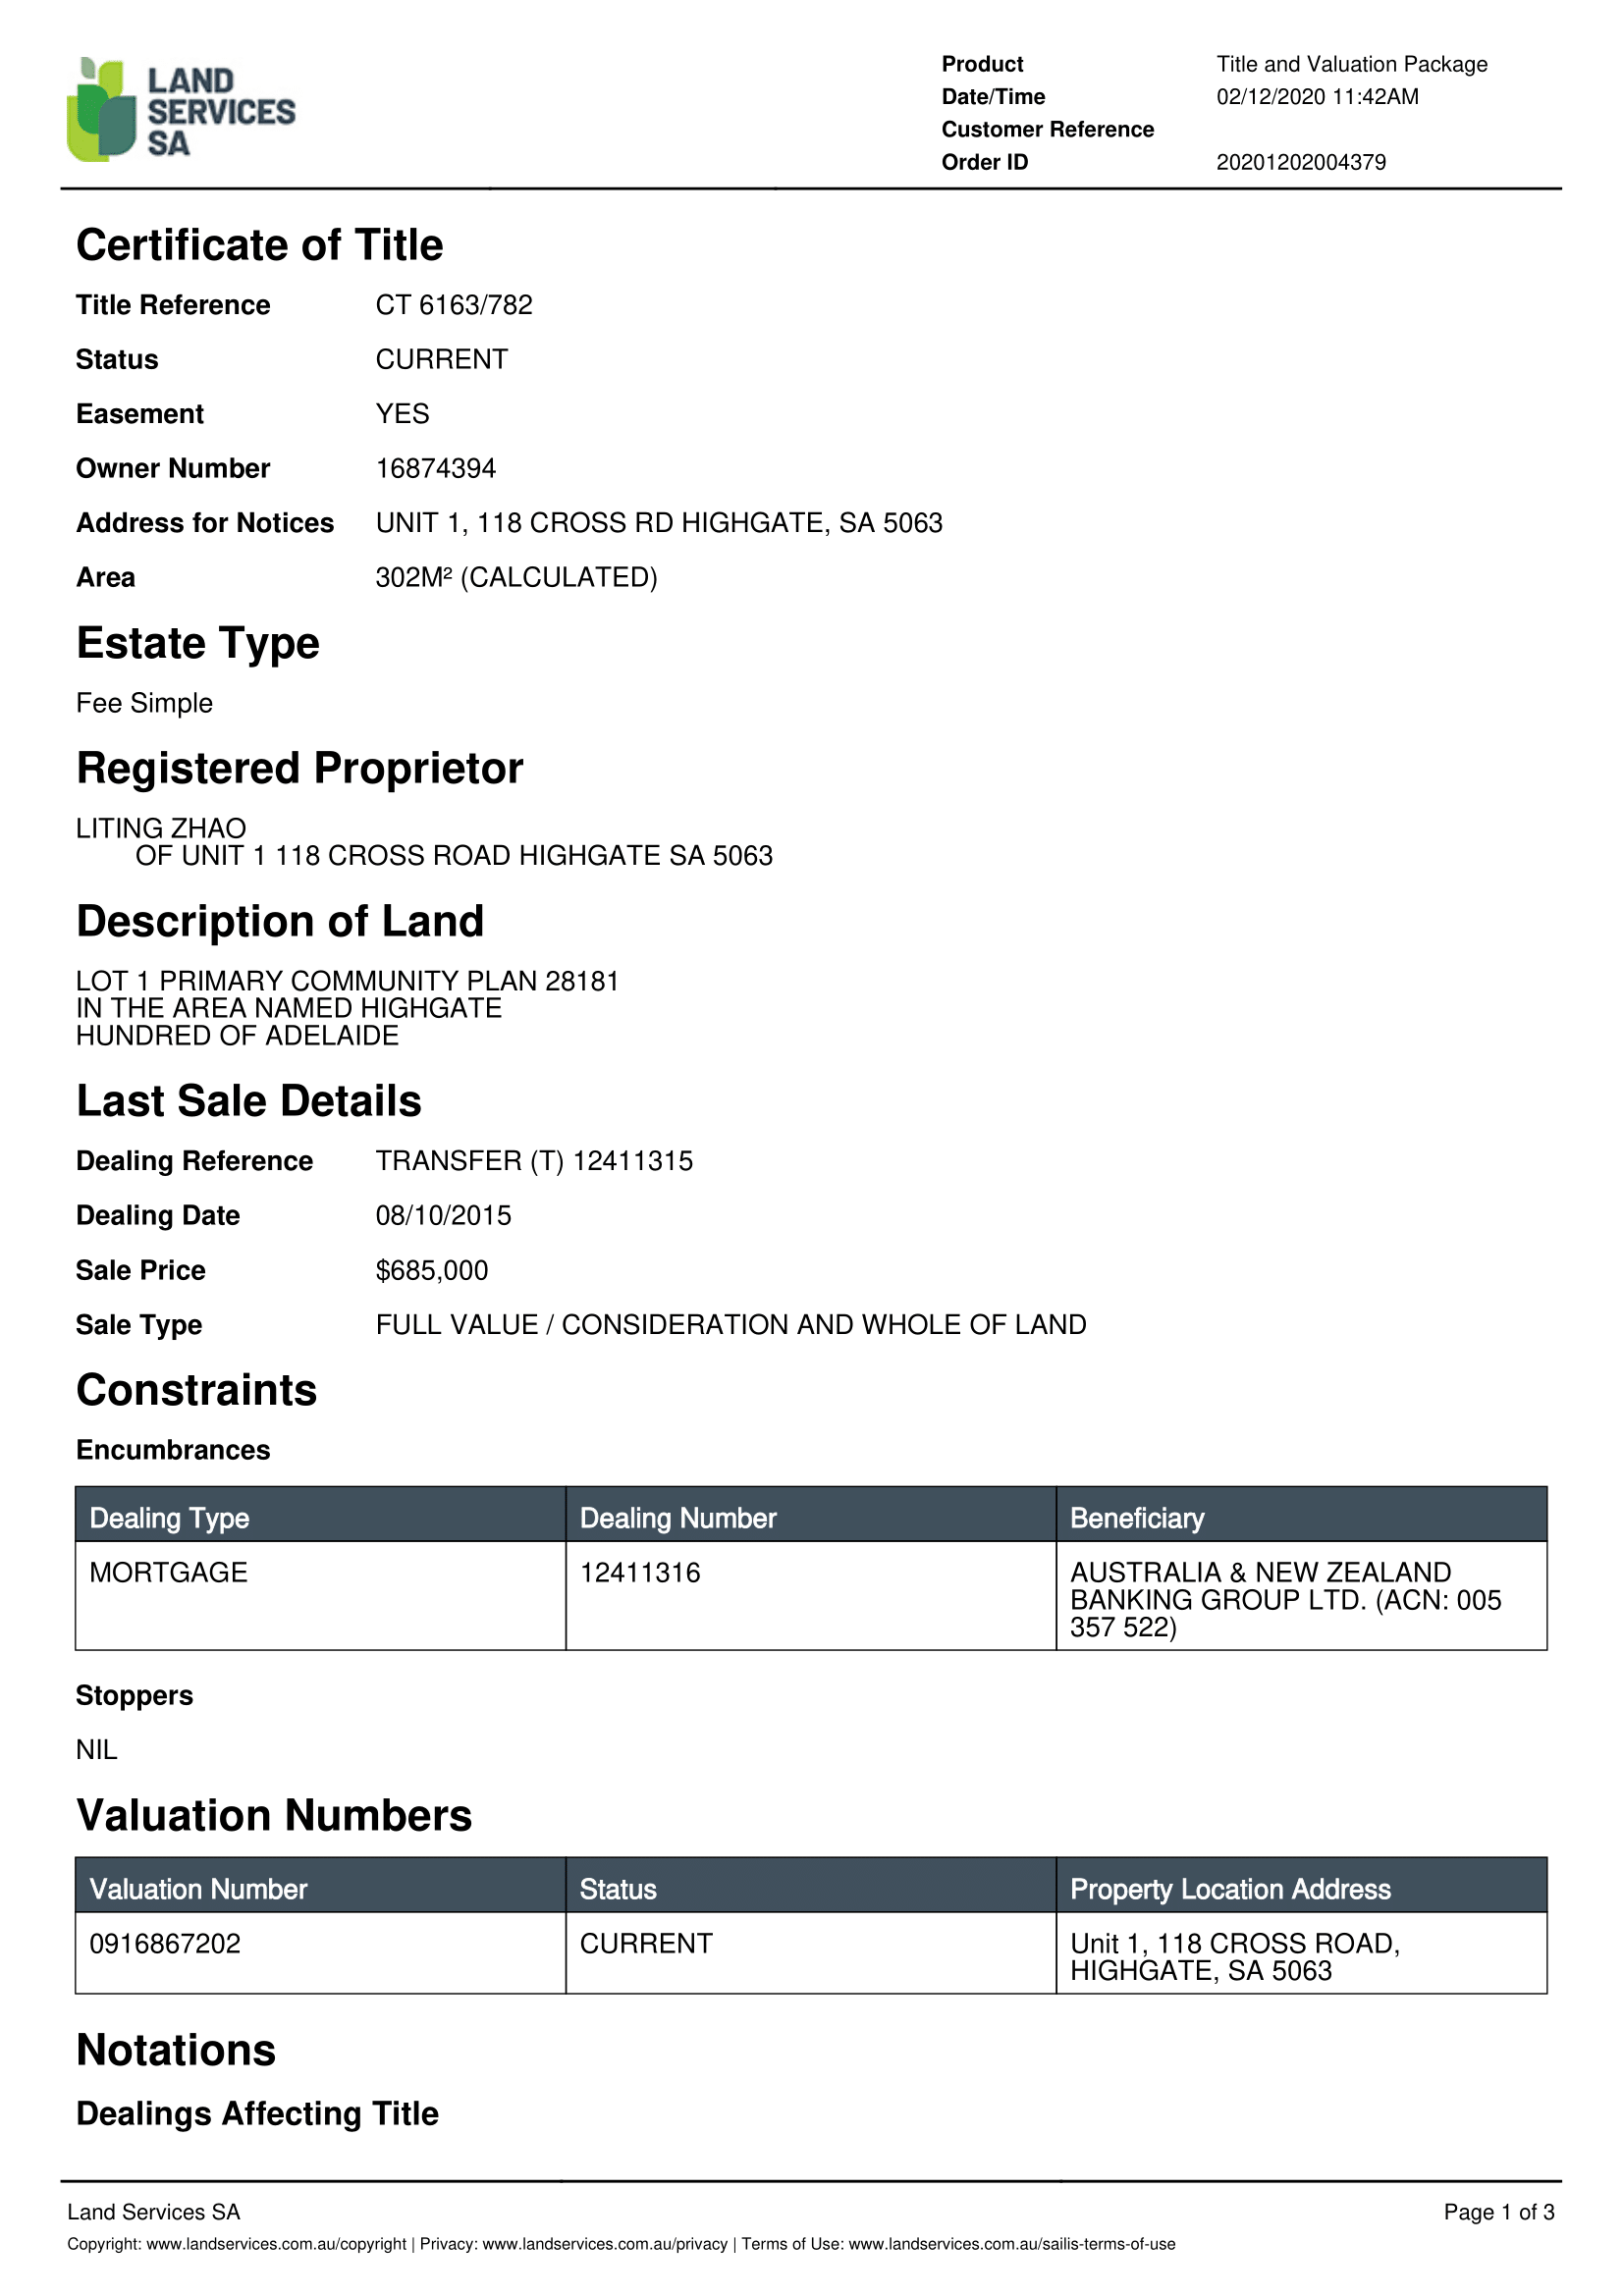 LAND
SERVICES
SA
Product Title and Valuation Package
Date/Time 02/12/2020 11:42AM
Customer Reference
Order ID 20201202004379
Certificate of Title
Title Reference CT 6163/782
Status CURRENT
Easement YES
Owner Number 16874394
Address for Notices UNIT 1, 118 CROSS RD HIGHGATE, SA 5063
Area 302M² (CALCULATED)
Estate Type
Fee Simple
Registered Proprietor
LITING ZHAO
OF UNIT 1 118 CROSS ROAD HIGHGATE SA 5063
Description of Land
LOT 1 PRIMARY COMMUNITY PLAN 28181
IN THE AREA NAMED HIGHGATE
HUNDRED OF ADELAIDE
Last Sale Details
Dealing Reference TRANSFER (T) 12411315
Dealing Date 08/10/2015
Sale Price $685,000
Sale Type FULL VALUE / CONSIDERATION AND WHOLE OF LAND
Constraints
Encumbrances
Dealing Type Dealing Number Beneficiary
MORTGAGE 12411316 AUSTRALIA & NEW ZEALAND
BANKING GROUP LTD. (ACN: 005
357 522)
Stoppers
NIL
Valuation Numbers
Valuation Number Status Property Location Address
0916867202 CURRENT Unit 1, 118 CROSS ROAD,
HIGHGATE, SA 5063
Notations
Dealings Affecting Title
Land Services SA Page 1 of 3
Copyright: www.landservices.com.au/copyright | Privacy: www.landservices.com.au/privacy | Terms of Use: www.landservices.com.au/sailis-terms-of-use